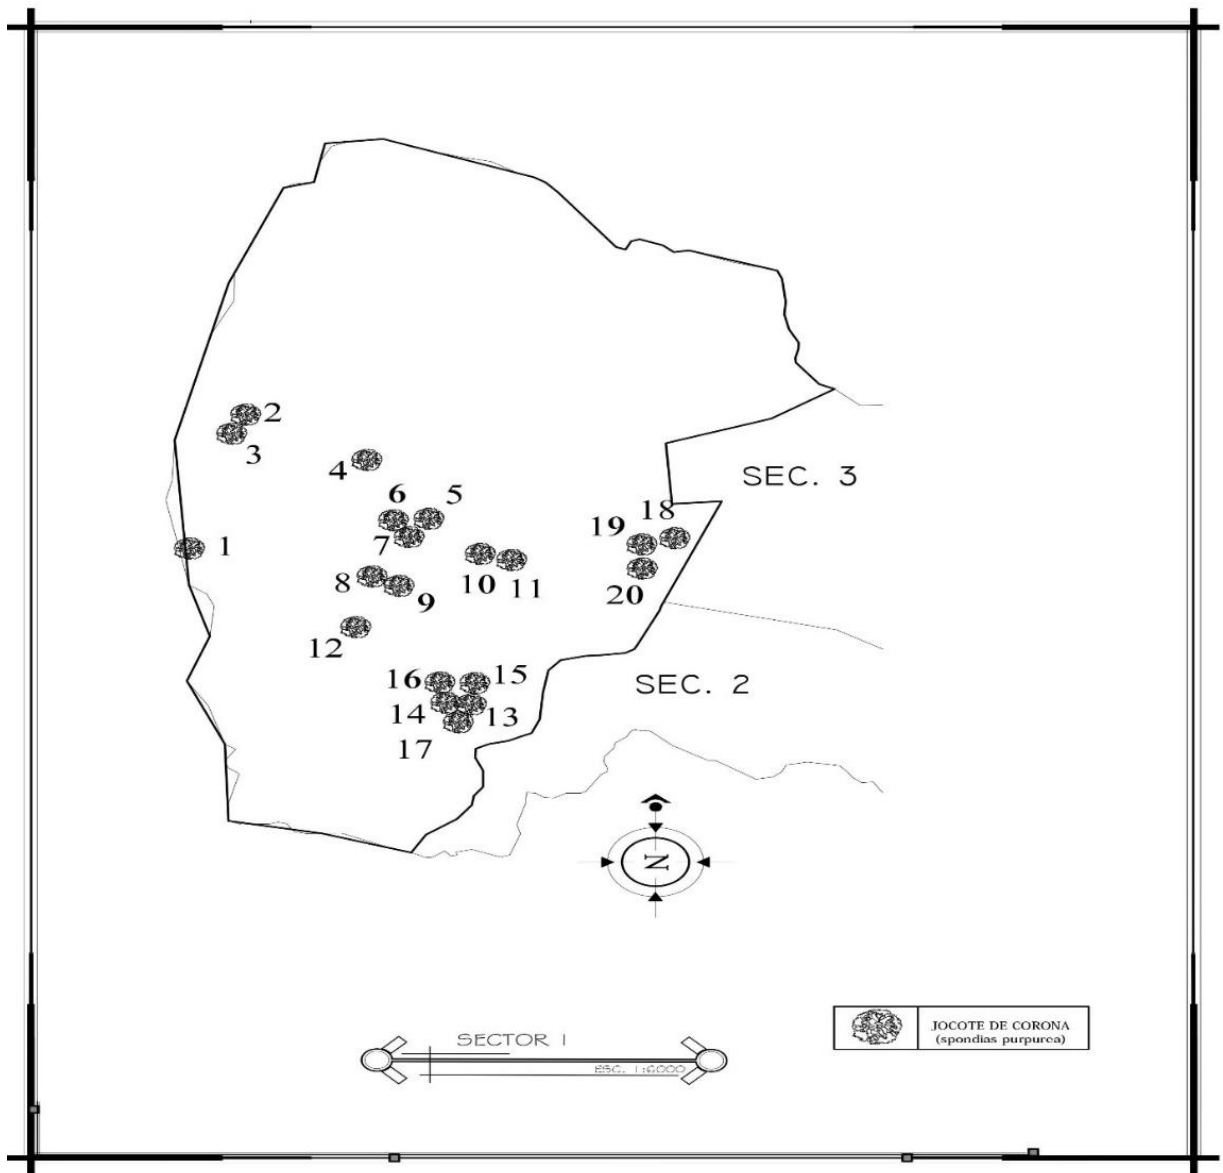 2
3
4
SEC. 3
6 5
18
19
7
1
10 11
8
9
20
12
16 15
SEC. 2
14 13
17
N
JOCOTE DE CORONA
(spondias purpurea)
SECTOR 1
ESC. 1:6000